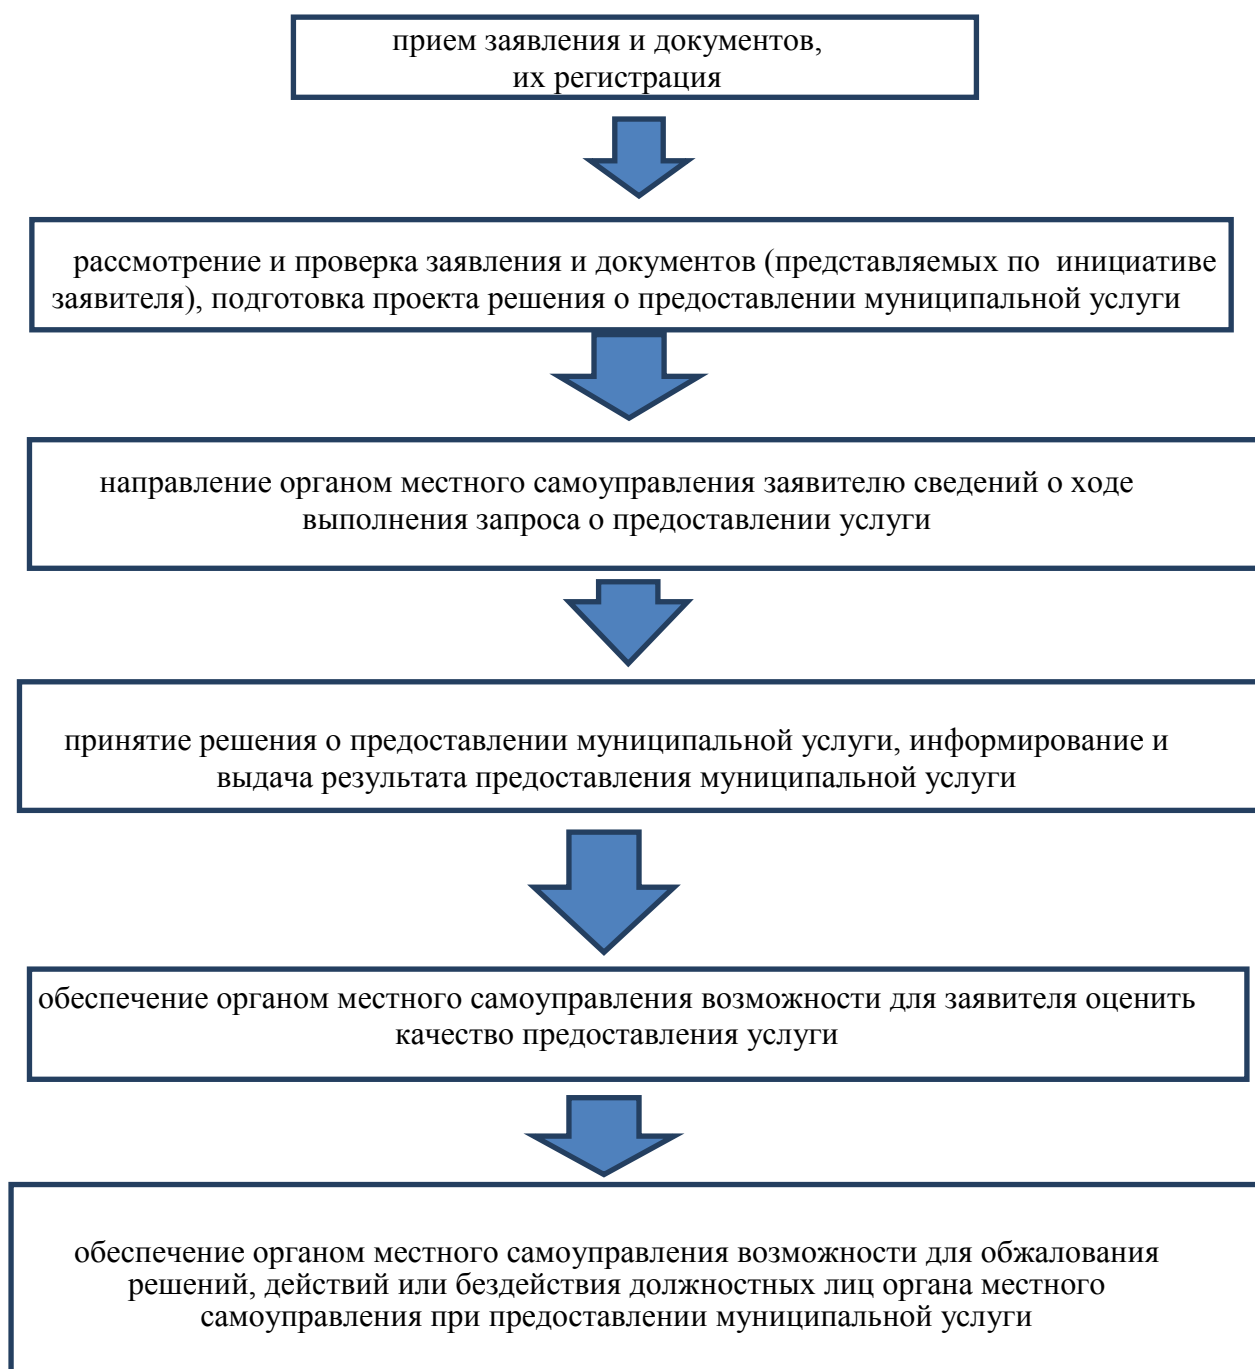 прием заявления и документов,
их регистрация
рассмотрение и проверка заявления и документов (представляемых по инициативе
заявителя), подготовка проекта решения о предоставлении муниципальной услуги
направление органом местного самоуправления заявителю сведений о ходе
выполнения запроса о предоставлении услуги
принятие решения о предоставлении муниципальной услуги, информирование и
выдача результата предоставления муниципальной услуги
обеспечение органом местного самоуправления возможности для заявителя оценить
качество предоставления услуги
обеспечение органом местного самоуправления возможности для обжалования
решений, действий или бездействия должностных лиц органа местного
самоуправления при предоставлении муниципальной услуги